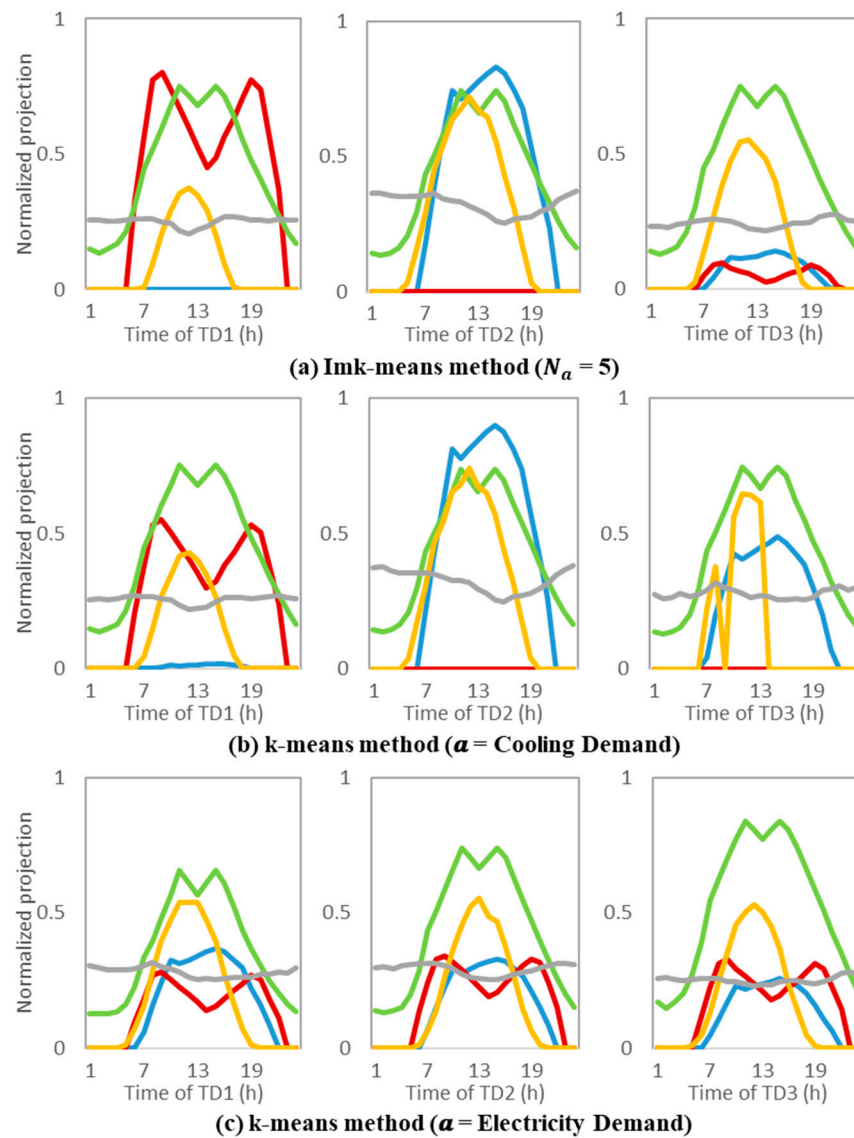 Normalized projection
1
0.5
0
1 7 13 19
Time of TD1 (h)
1
0.5
0
1 7 13 19
Time of TD2 (h)
1
0.5
0
1 7 13 19
Time of TD3 (h)
(a) Imk-means method (Nₐ = 5)
Normalized projection
1
0.5
0
1 7 13 19
Time of TD1 (h)
1
0.5
0
1 7 13 19
Time of TD2 (h)
1
0.5
0
1 7 13 19
Time of TD3 (h)
(b) k-means method (a = Cooling Demand)
Normalized projection
1
0.5
0
1 7 13 19
Time of TD1 (h)
1
0.5
0
1 7 13 19
Time of TD2 (h)
1
0.5
0
1 7 13 19
Time of TD3 (h)
(c) k-means method (a = Electricity Demand)